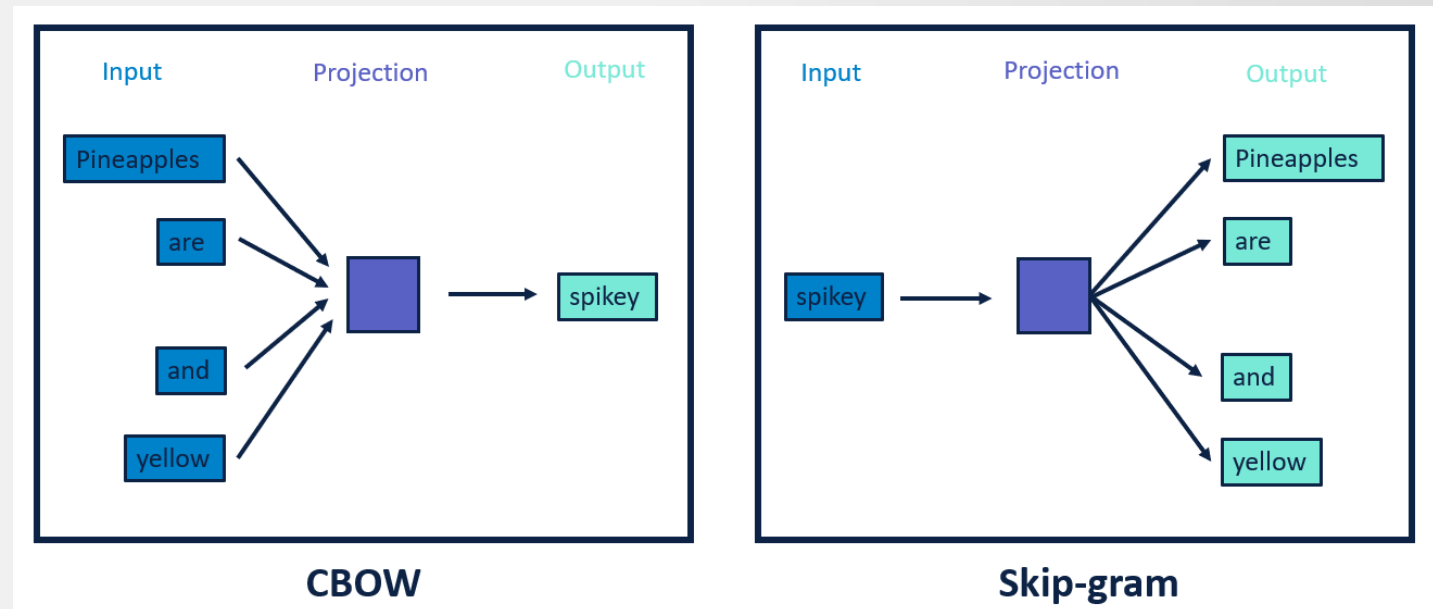 Input
Projection
Output
Pineapples
are
and
yellow
spikey
CBOW
Input
Projection
Output
spikey
Pineapples
are
and
yellow
Skip-gram